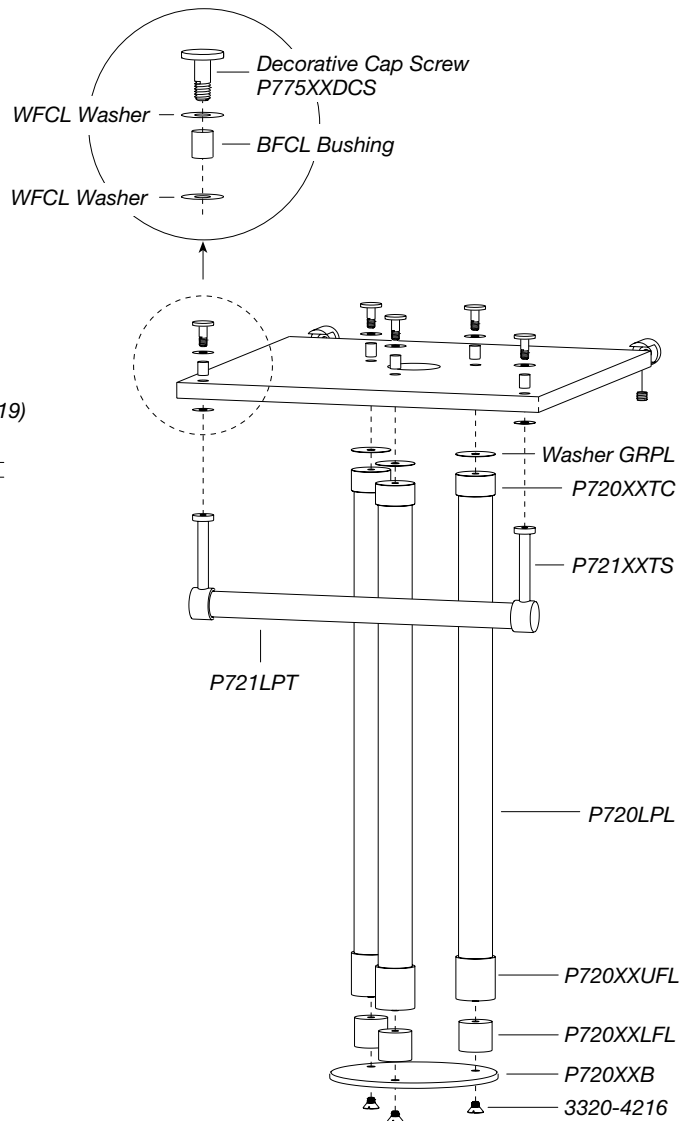 Decorative Cap Screw
P775XXDCS
WFCL Washer
BFCL Bushing
WFCL Washer
19)
Washer GRPL
P720XXTC
P721XXTS
P721LPT
P720LPL
P720XXUFL
P720XXLFL
P720XXB
3320-4216